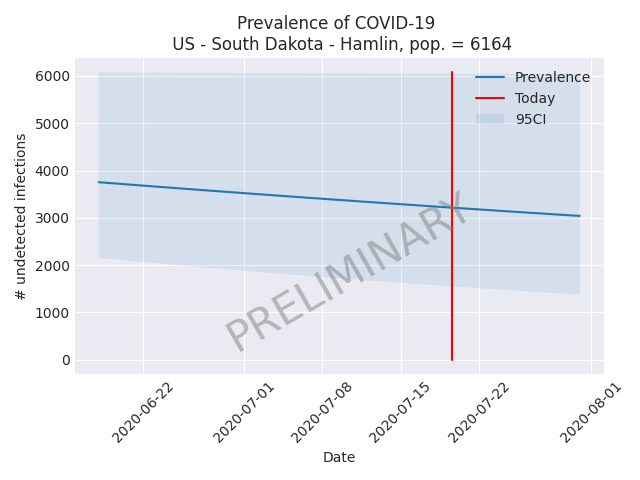 Prevalence of COVID-19
US - South Dakota - Hamlin, pop. = 6164
6000
5000
4000
3000
2000
1000
0
# undetected infections
Prevalence
Today
95CI
PRELIMINARY
2020-06-22
2020-07-01
2020-07-08
2020-07-15
2020-07-22
2020-08-01
Date